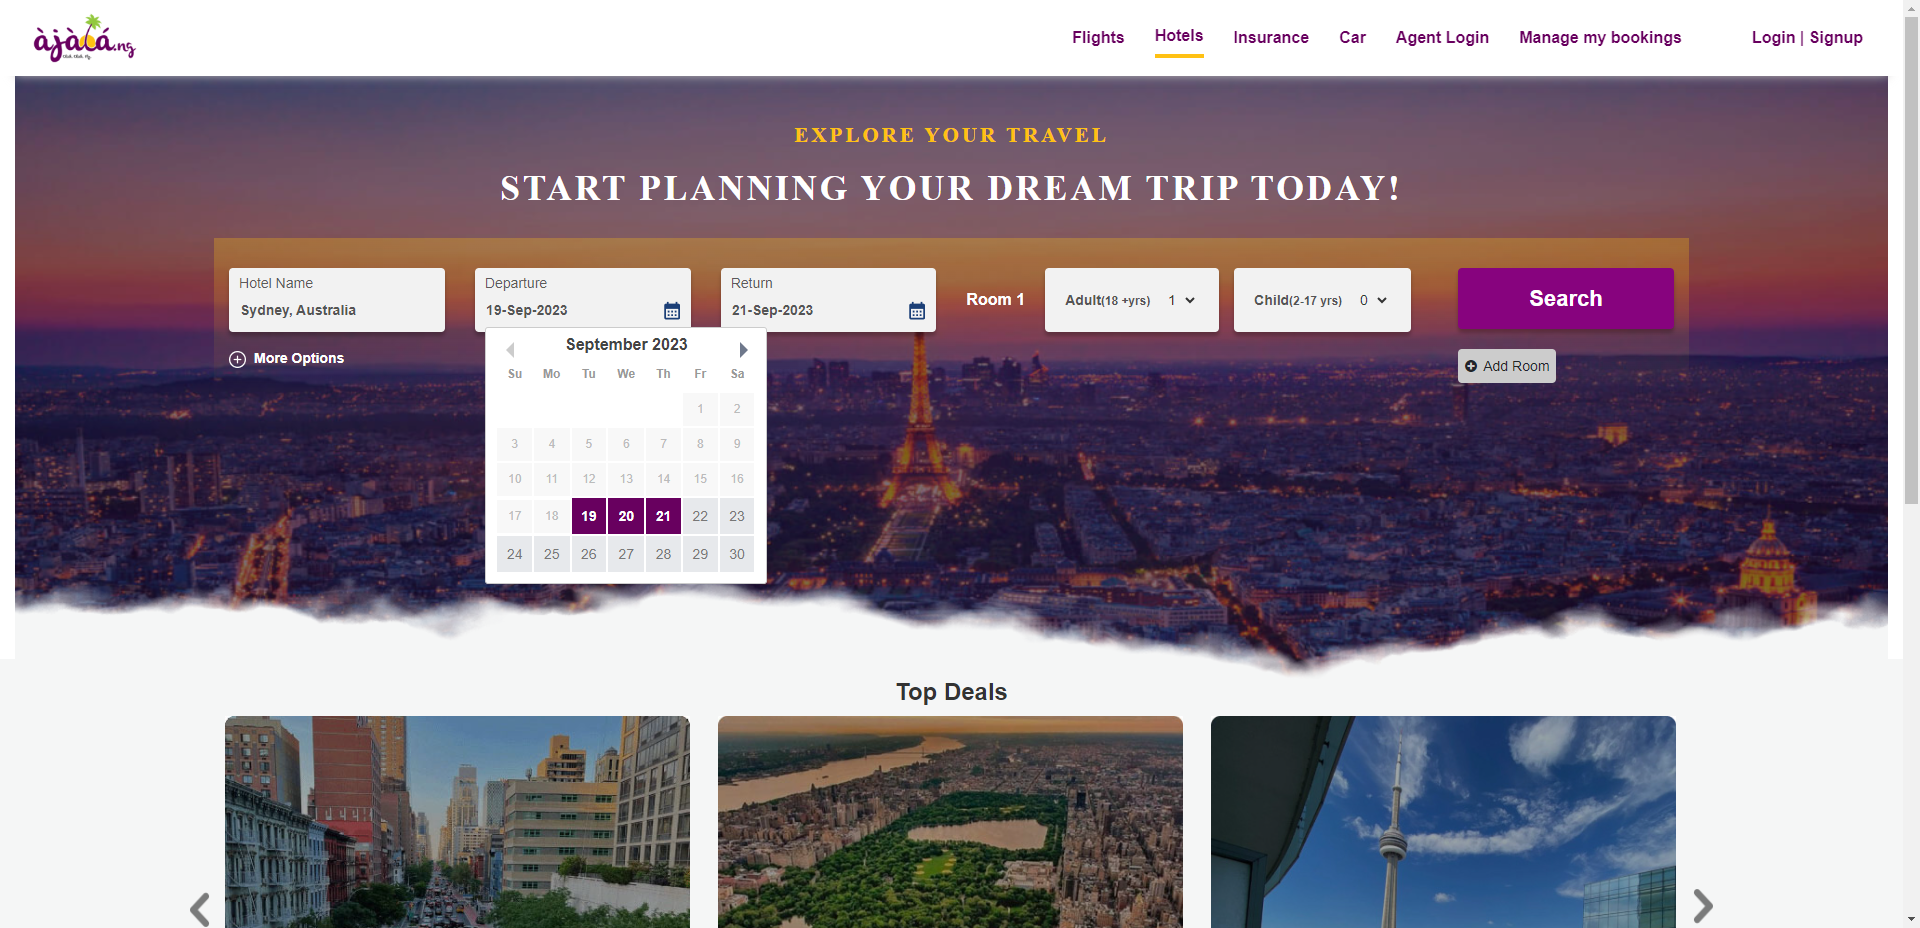 àjàlá.ng
Flights
Hotels
Insurance
Car
Agent Login
Manage my bookings
Login | Signup
EXPLORE YOUR TRAVEL
START PLANNING YOUR DREAM TRIP TODAY!
Hotel Name
Sydney, Australia
Departure
19-Sep-2023
Return
21-Sep-2023
Room 1
Adult(18 +yrs) 1
Child(2-17 yrs) 0
Search
More Options
Add Room
September 2023
Su Mo Tu We Th Fr Sa
1 2
3 4 5 6 7 8 9
10 11 12 13 14 15 16
17 18 19 20 21 22 23
24 25 26 27 28 29 30
Top Deals